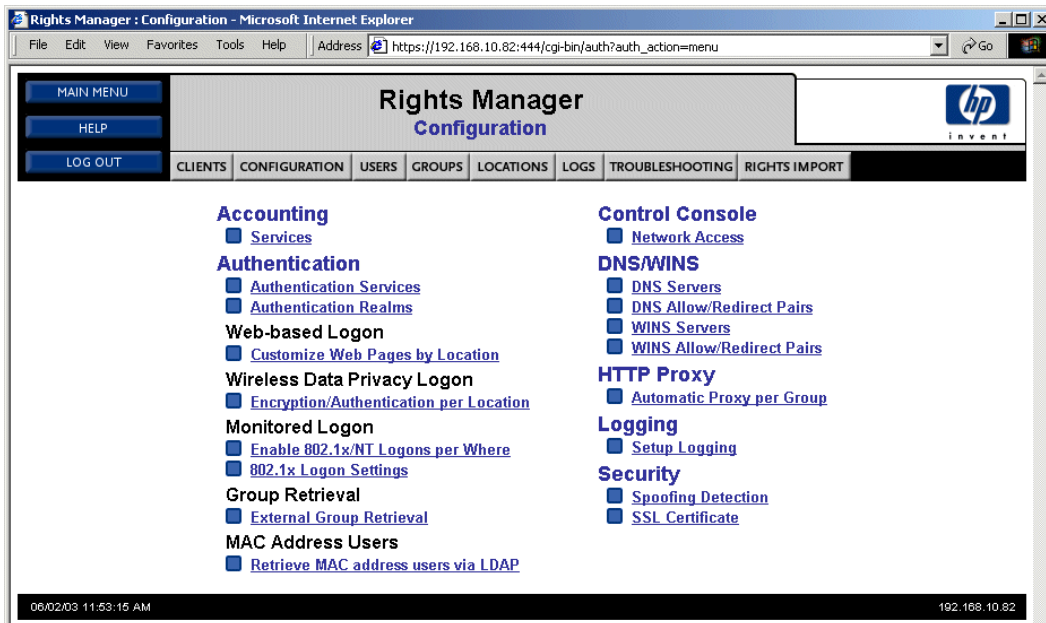 Rights Manager : Configuration - Microsoft Internet Explorer
File Edit View Favorites Tools Help Address https://192.168.10.82:444/cgi-bin/auth?auth_action=menu Go
MAIN MENU
HELP
LOG OUT
Rights Manager
Configuration
hp
invent
CLIENTS CONFIGURATION USERS GROUPS LOCATIONS LOGS TROUBLESHOOTING RIGHTS IMPORT
Accounting
Services
Authentication
Authentication Services
Authentication Realms
Web-based Logon
Customize Web Pages by Location
Wireless Data Privacy Logon
Encryption/Authentication per Location
Monitored Logon
Enable 802.1x/NT Logons per Where
802.1x Logon Settings
Group Retrieval
External Group Retrieval
MAC Address Users
Retrieve MAC address users via LDAP
Control Console
Network Access
DNS/WINS
DNS Servers
DNS Allow/Redirect Pairs
WINS Servers
WINS Allow/Redirect Pairs
HTTP Proxy
Automatic Proxy per Group
Logging
Setup Logging
Security
Spoofing Detection
SSL Certificate
06/02/03 11:53:15 AM
192.168.10.82